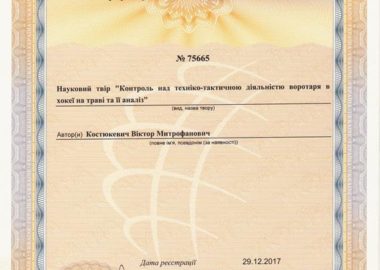 № 75665
Науковий твір "Контроль над техніко-тактичною діяльністю воротаря в
хокеї на траві та її аналіз"
(вид, назва твору)
Автор(и) Костюкевич Віктор Митрофанович
(повне ім'я, псевдонім (за наявності))
Дата реєстрації 29.12.2017